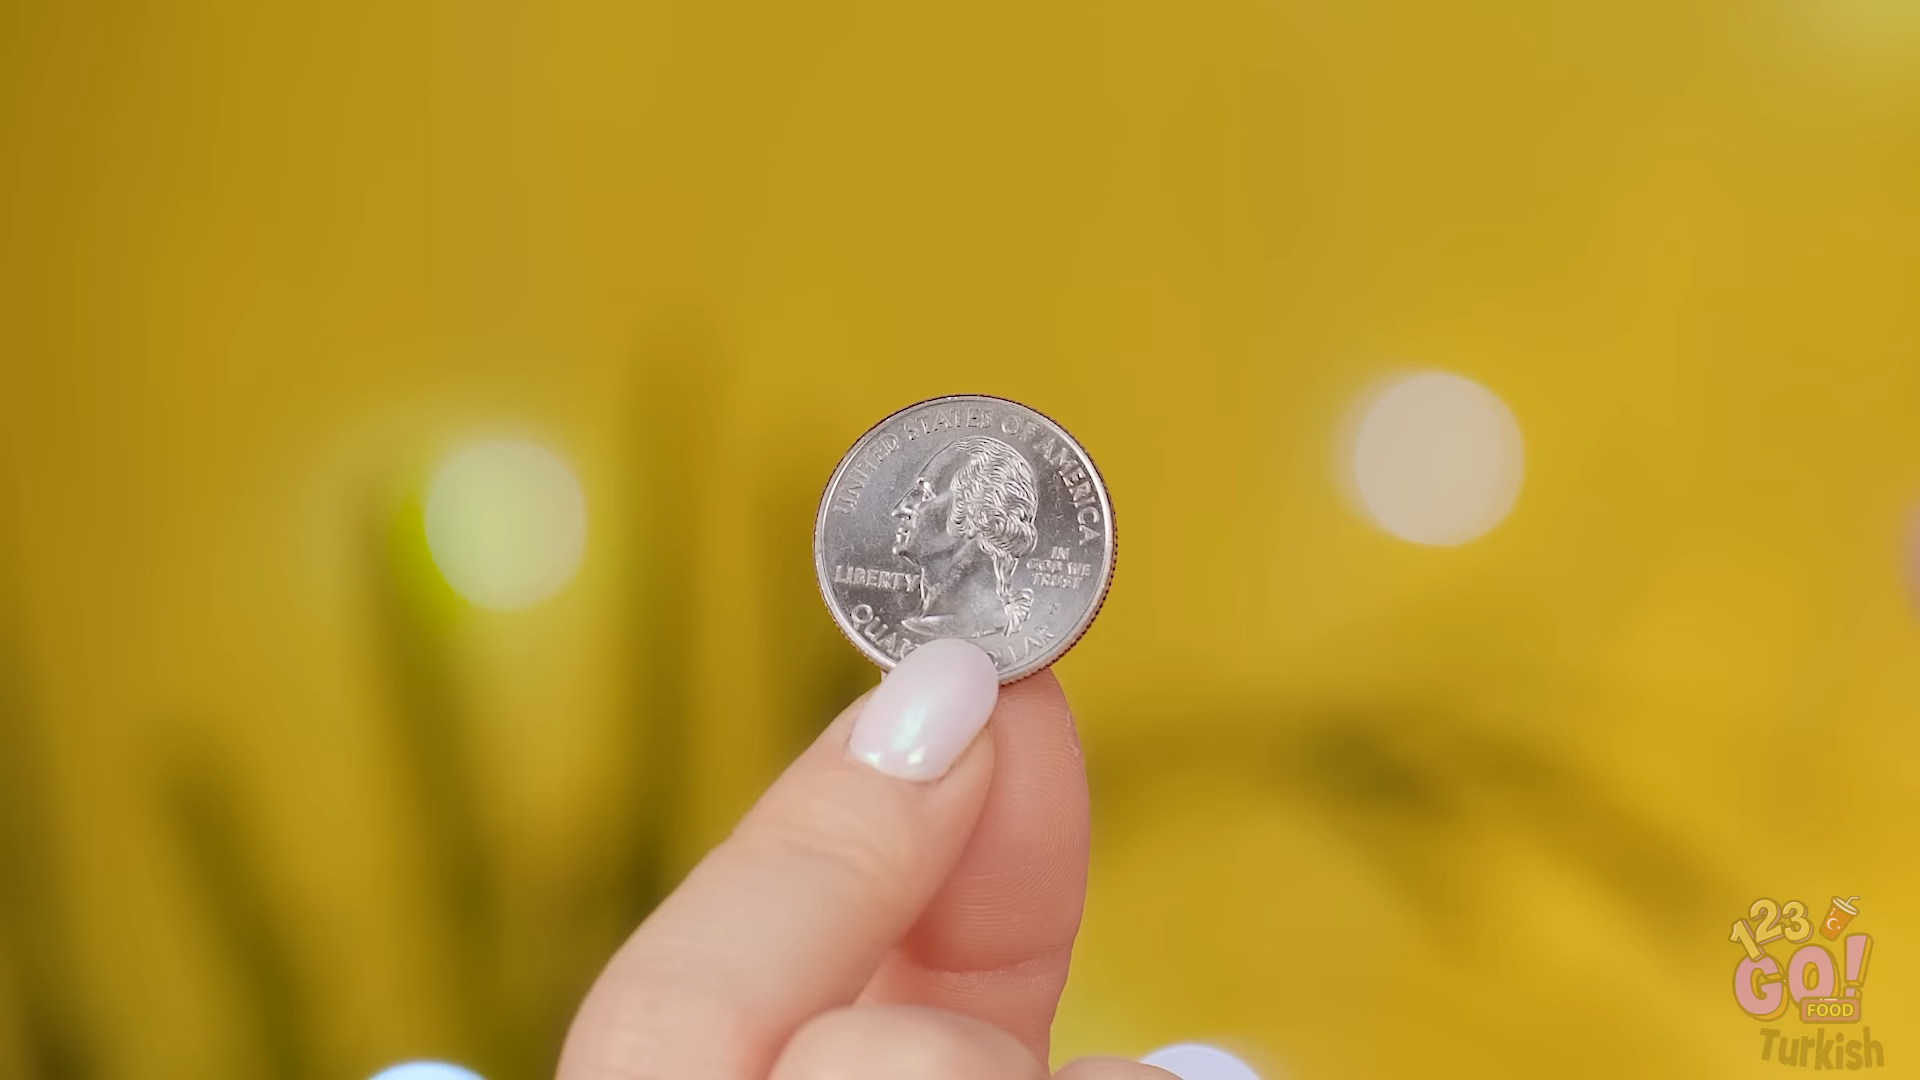 UNITED STATES OF AMERICA
LIBERTY
IN
GOD WE
TRUST
123
GO!
FOOD
Turkish